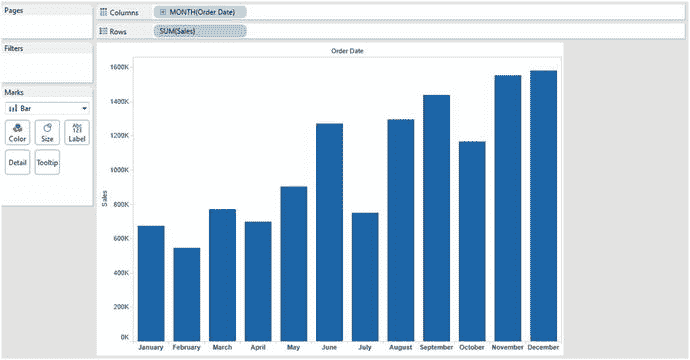 Pages
Columns
MONTH(Order Date)
Rows
SUM(Sales)
Filters
Marks
Bar
Color
Size
Abc
123
Label
Detail
Tooltip
Order Date
Sales
1600K
1400K
1200K
1000K
800K
600K
400K
200K
0K
January February March April May June July August September October November December